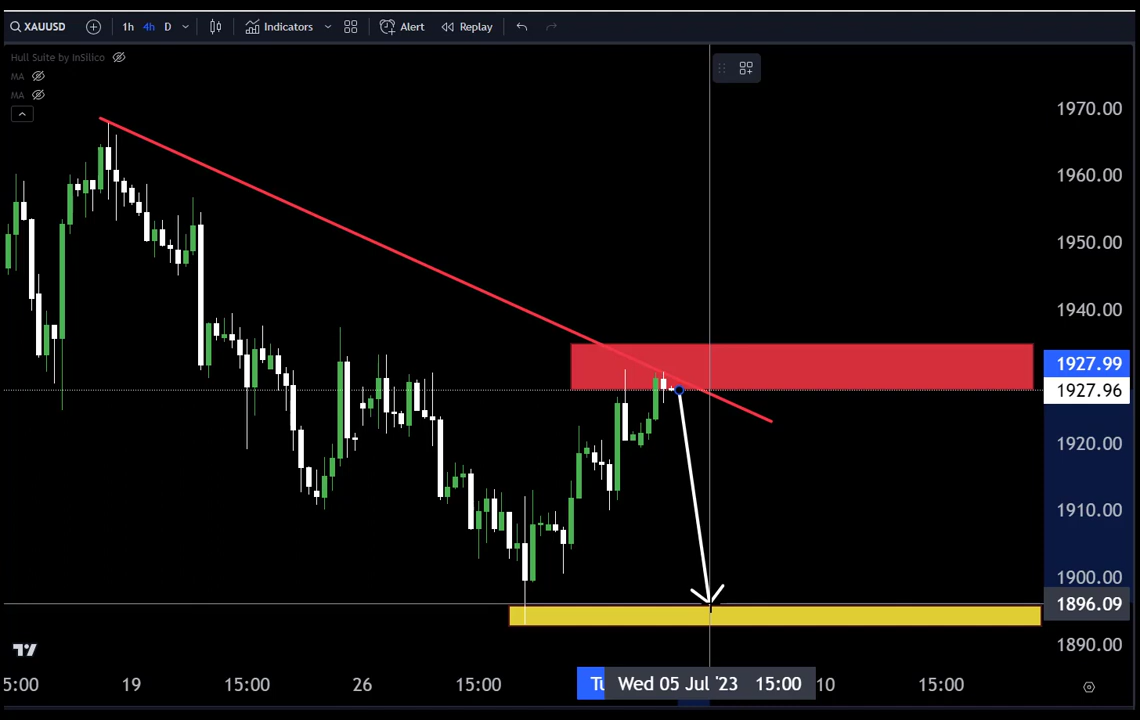 XAUUSD 1h 4h D Indicators Alert Replay
Hull Suite by InSilico
MA
MA
1970.00
1960.00
1950.00
1940.00
1927.99
1927.96
1920.00
1910.00
1900.00
1896.09
1890.00
5:00 19 15:00 26 15:00 Tu Wed 05 Jul '23 15:00 10 15:00